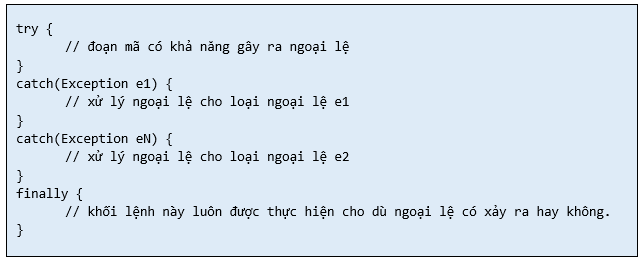 try {
// đoạn mã có khả năng gây ra ngoại lệ
}
catch(Exception e1) {
// xử lý ngoại lệ cho loại ngoại lệ e1
}
catch(Exception eN) {
// xử lý ngoại lệ cho loại ngoại lệ e2
}
finally {
// khối lệnh này luôn được thực hiện cho dù ngoại lệ có xảy ra hay không.
}